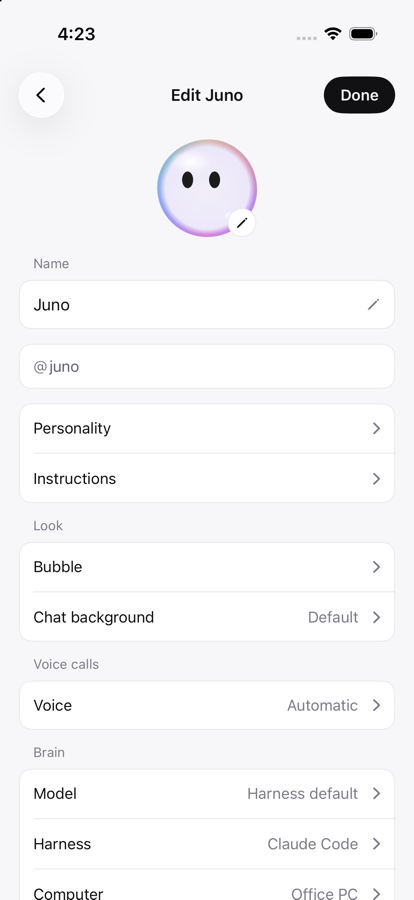 4:23
Edit Juno
Done
Name
Juno
@juno
Personality
Instructions
Look
Bubble
Chat background Default
Voice calls
Voice Automatic
Brain
Model Harness default
Harness Claude Code
Computer Office PC